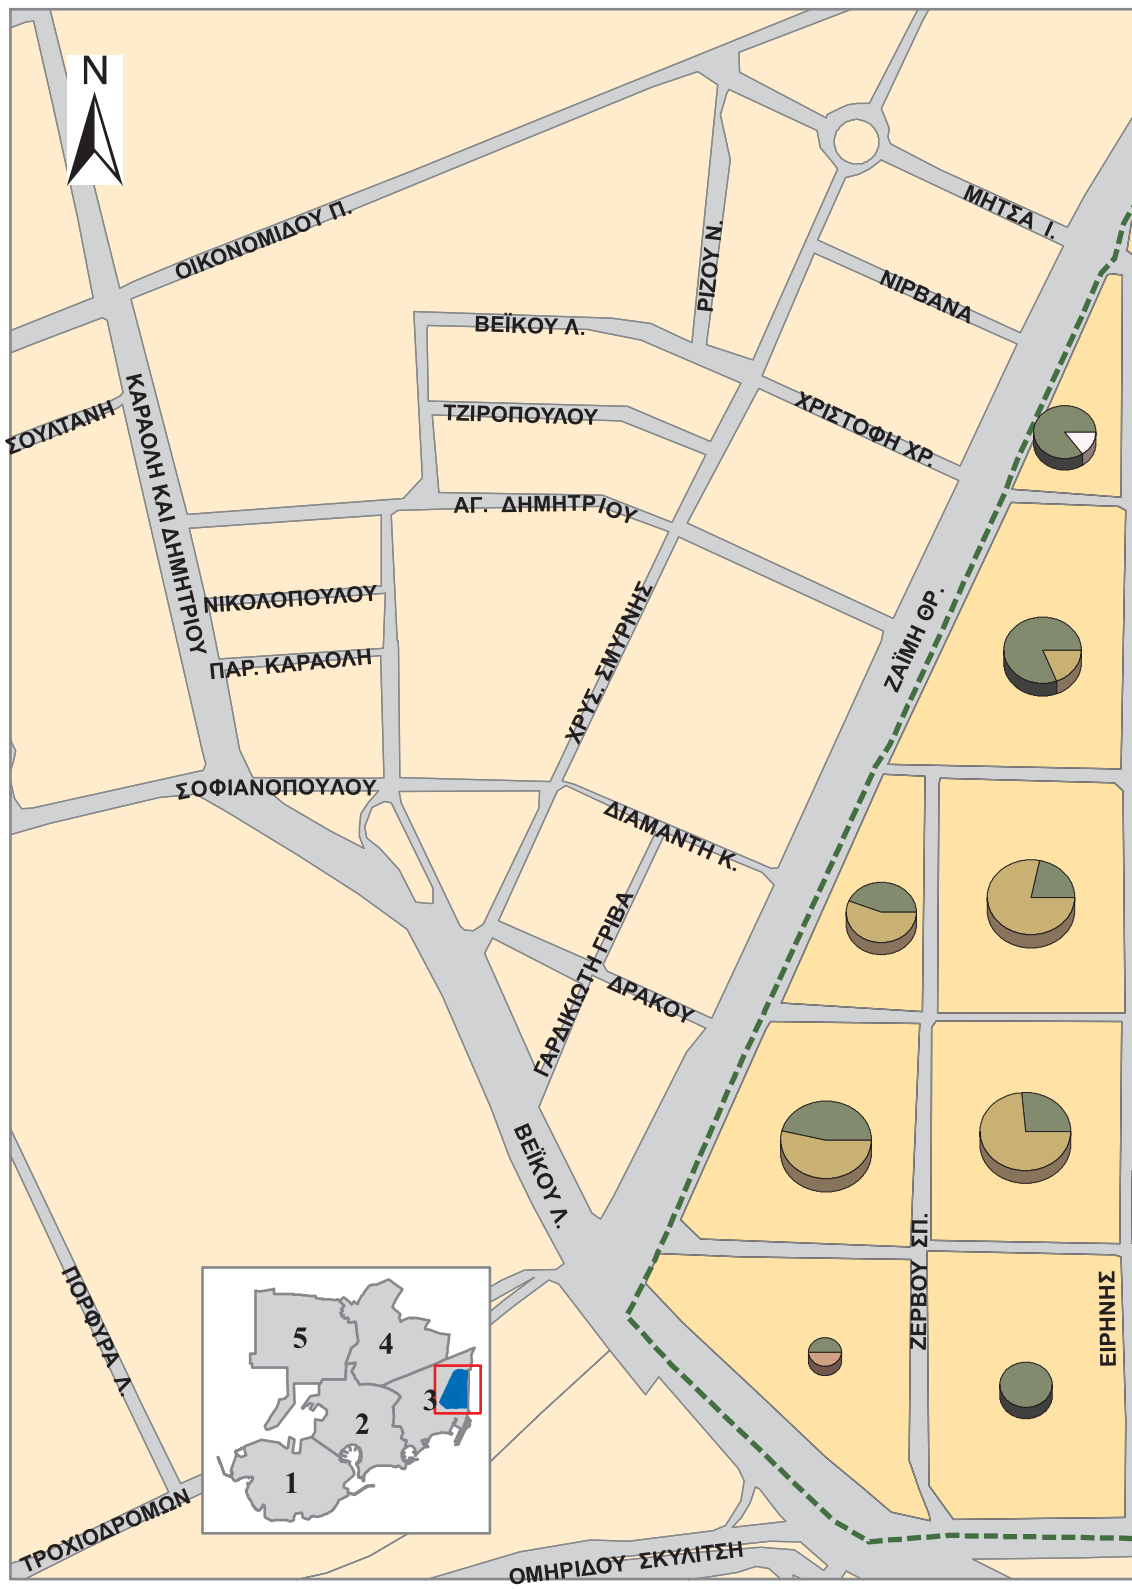 N
ΜΗΤΣΑ Ι.
ΟΙΚΟΝΟΜΙΔΟΥ Π.
ΡΙΖΟΥ Ν.
ΝΙΡΒΑΝΑ
ΒΕΪΚΟΥ Λ.
ΣΟΥΛΤΑΝΗ
ΚΑΡΑΟΛΗ ΚΑΙ ΔΗΜΗΤΡΙΟΥ
ΤΖΙΡΟΠΟΥΛΟΥ
ΧΡΙΣΤΟΦΗ ΧΡ.
ΑΓ. ΔΗΜΗΤΡΙΟΥ
ΝΙΚΟΛΟΠΟΥΛΟΥ
ΧΡΥΣ. ΣΜΥΡΝΗΣ
ΖΑΪΜΗ ΘΡ.
ΠΑΡ. ΚΑΡΑΟΛΗ
ΣΟΦΙΑΝΟΠΟΥΛΟΥ
ΔΙΑΜΑΝΤΗ Κ.
ΓΑΡΔΙΚΙΩΤΗ ΓΡΙΒΑ
ΔΡΑΚΟΥ
ΒΕΪΚΟΥ Λ.
ΖΕΡΒΟΥ ΣΠ.
ΕΙΡΗΝΗΣ
ΠΟΡΦΥΡΑ Λ.
5
4
3
2
1
ΤΡΟΧΙΟΔΡΟΜΩΝ
ΟΜΗΡΙΔΟΥ ΣΚΥΛΙΤΣΗ